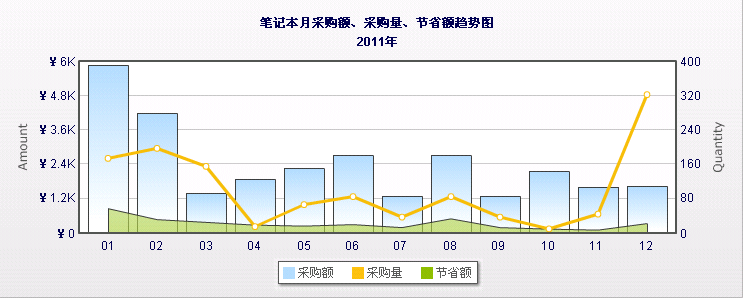 笔记本月采购额、采购量、节省额趋势图
2011年
Amount
¥ 6K
¥ 4.8K
¥ 3.6K
¥ 2.4K
¥ 1.2K
¥ 0
400
320
240
160
80
0
Quantity
01 02 03 04 05 06 07 08 09 10 11 12
采购额 采购量 节省额